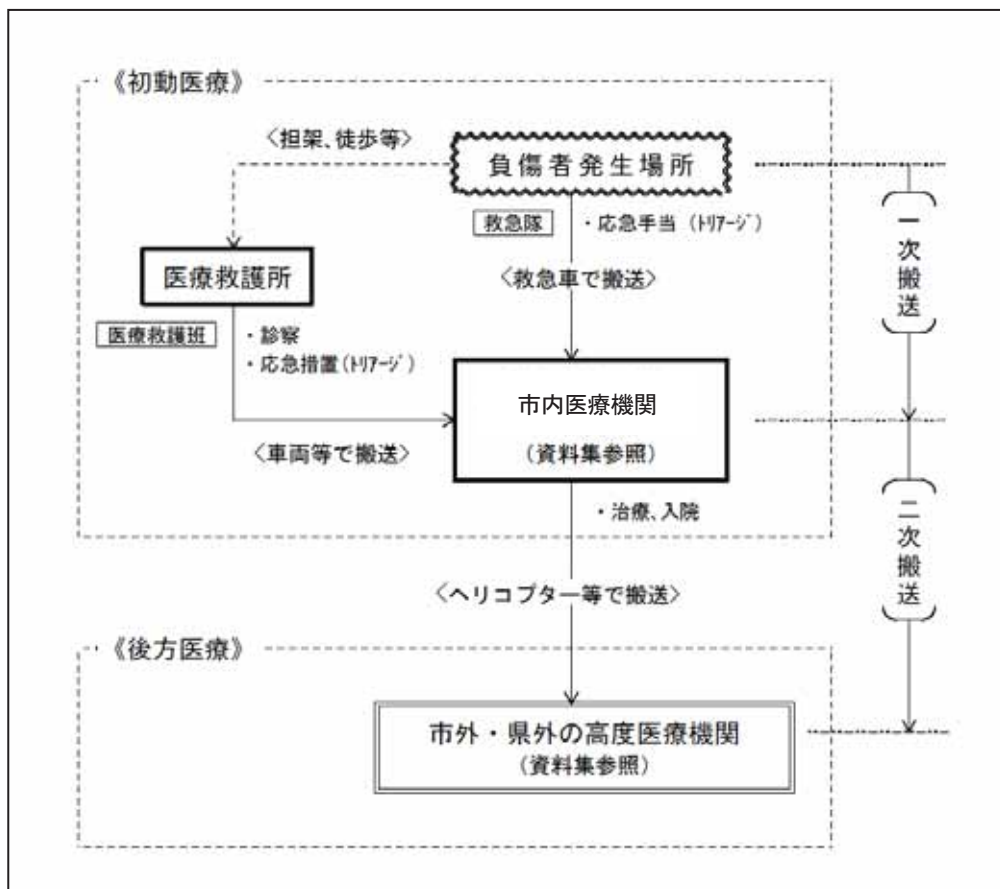 《初動医療》
〈担架、徒歩等〉
負傷者発生場所
救急隊
・応急手当（ﾄﾘｱｰｼﾞ）
一次搬送
医療救護所
〈救急車で搬送〉
医療救護班
・診察
・応急措置（ﾄﾘｱｰｼﾞ）
市内医療機関
（資料集参照）
〈車両等で搬送〉
・治療、入院
二次搬送
〈ヘリコプター等で搬送〉
《後方医療》
市外・県外の高度医療機関
（資料集参照）